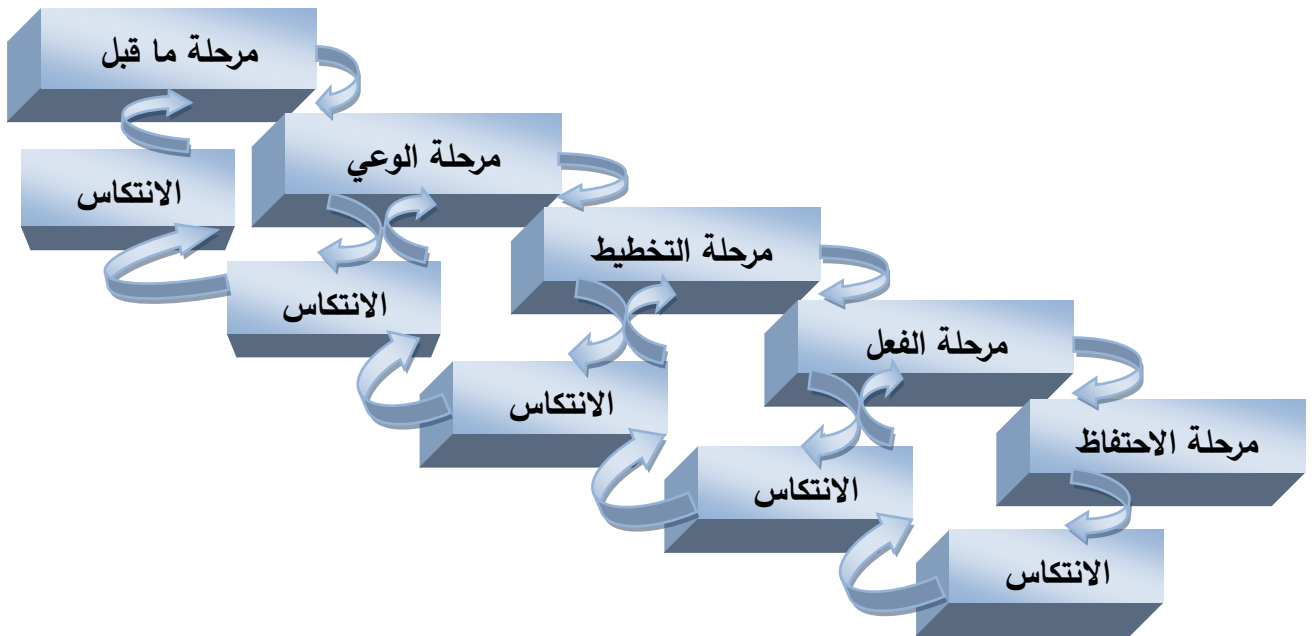 مرحلة ما قبل
مرحلة الوعي
الانتكاس
مرحلة التخطيط
الانتكاس
مرحلة الفعل
الانتكاس
مرحلة الاحتفاظ
الانتكاس
الانتكاس